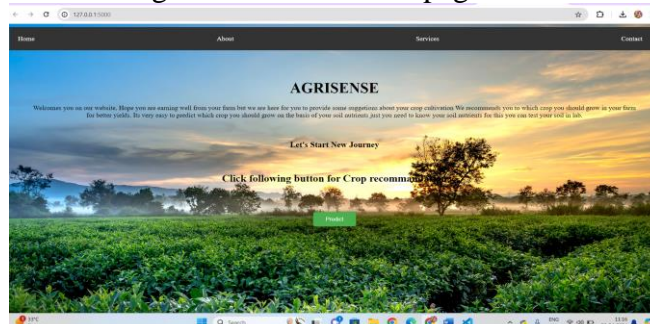 page
127.0.0.1:5000
Home About Services Contact
AGRISENSE
Welcomes you on our website. Hope you are earning well from your farm but we are here for you to provide some suggestions about your crop cultivation We recommends you to which crop you should grow in your farm
for better yields. Its very easy to predict which crop you should grow on the basis of your soil nutrients just you need to know your soil nutrients for this you can test your soil in lab.
Let's Start New Journey
Click following button for Crop
Predict
Search
ENG